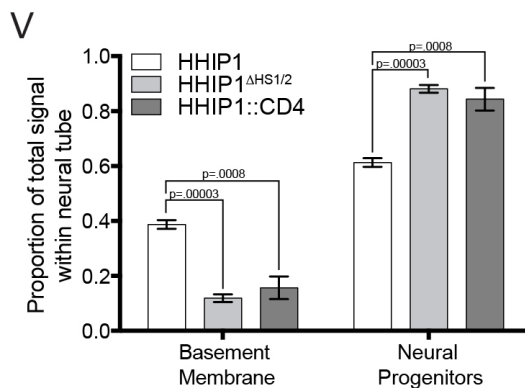 V
Proportion of total signal
within neural tube
1.0
0.8
0.6
0.4
0.2
0.0
HHIP1
HHIP1ΔHS1/2
HHIP1::CD4
p=.0008
p=.00003
p=.0008
p=.00003
Basement
Membrane
Neural
Progenitors